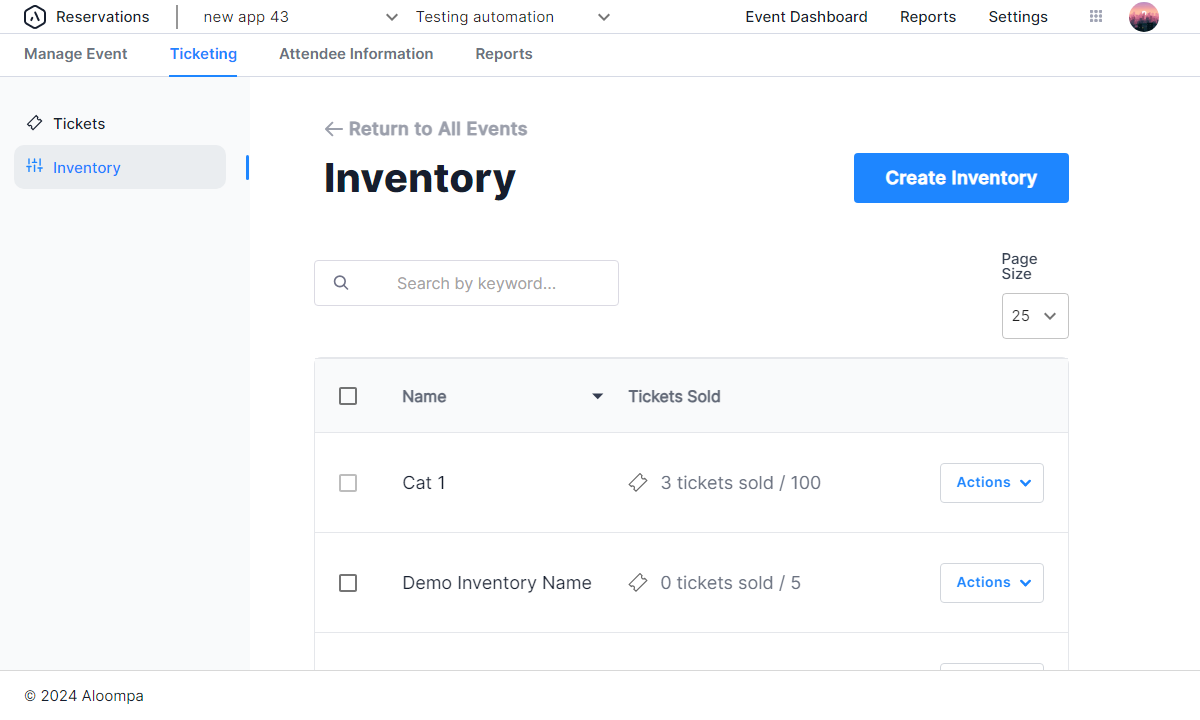 Reservations
new app 43
Testing automation
Event Dashboard
Reports
Settings
Manage Event
Ticketing
Attendee Information
Reports
Tickets
Inventory
Return to All Events
Inventory
Create Inventory
Search by keyword...
Page
Size
25
Name
Tickets Sold
Cat 1
3 tickets sold / 100
Actions
Demo Inventory Name
0 tickets sold / 5
Actions
© 2024 Aloompa